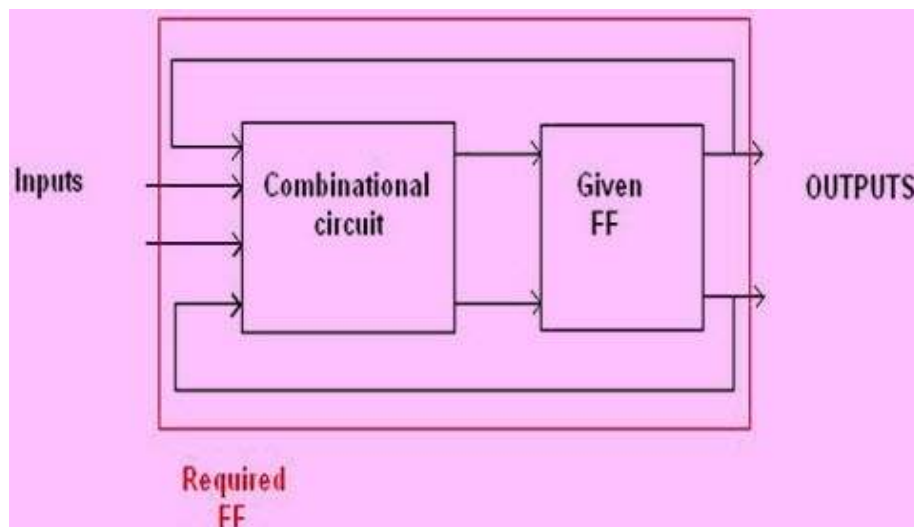 Inputs
Combinational
circuit
Given
FF
OUTPUTS
Required
FF